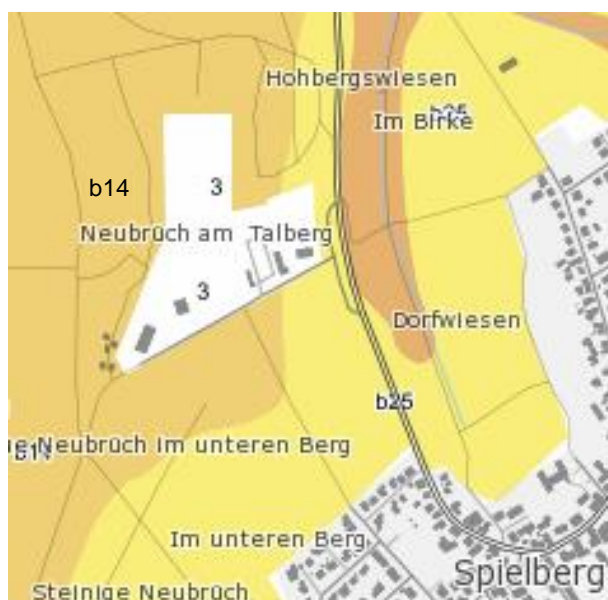 Hohbergswiesen
b25
Im Birke
b14
3
Neubrüch am Talberg
3
Dorfwiesen
b25
Neubrüch Im unteren Berg
Im unteren Berg
Spielberg
Steinige Neubrüch